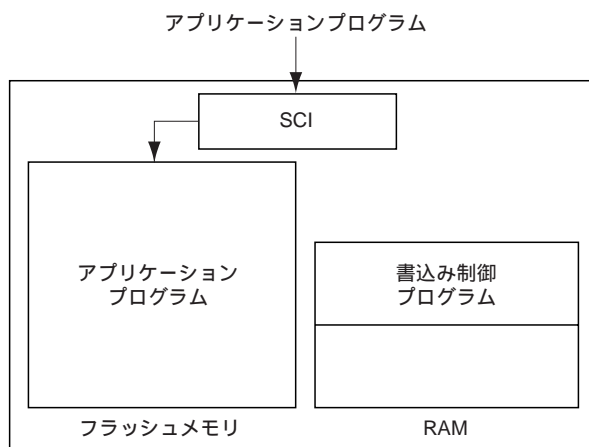 アプリケーションプログラム
SCI
アプリケーション
プログラム
書込み制御
プログラム
フラッシュメモリ
RAM